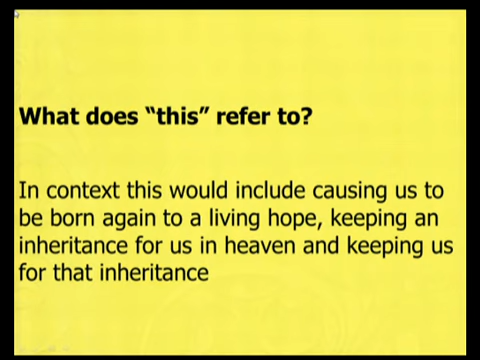 What does “this” refer to?
In context this would include causing us to
be born again to a living hope, keeping an
inheritance for us in heaven and keeping us
for that inheritance